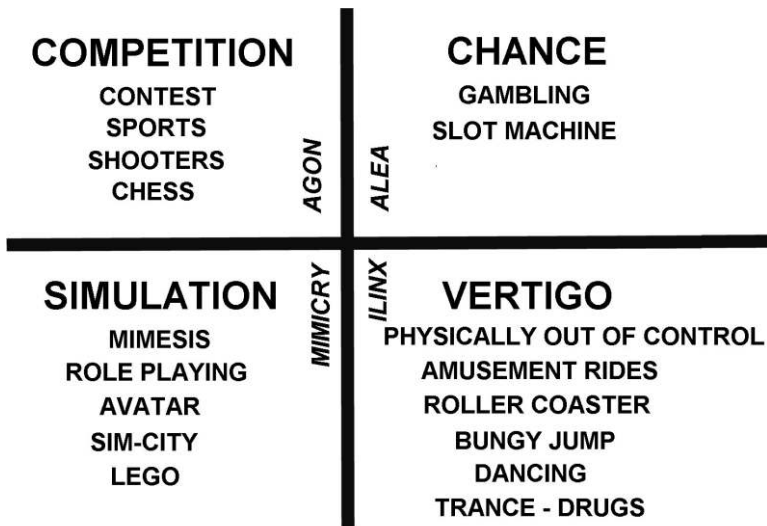 COMPETITION
CONTEST
SPORTS
SHOOTERS
CHESS
AGON
CHANCE
GAMBLING
SLOT MACHINE
ALEA
SIMULATION
MIMESIS
ROLE PLAYING
AVATAR
SIM-CITY
LEGO
MIMICRY
VERTIGO
PHYSICALLY OUT OF CONTROL
AMUSEMENT RIDES
ROLLER COASTER
BUNGY JUMP
DANCING
TRANCE - DRUGS
ILINX